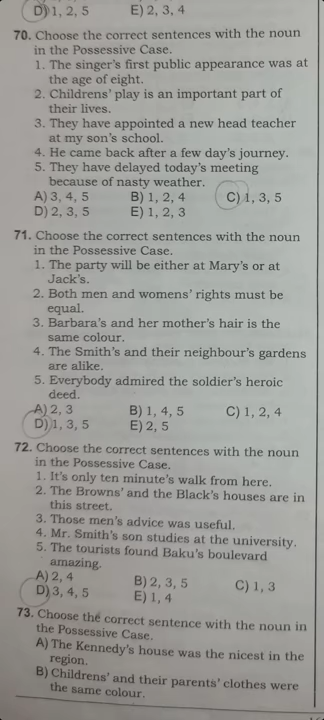 D) 1, 2, 5 E) 2, 3, 4
70. Choose the correct sentences with the noun
in the Possessive Case.
1. The singer's first public appearance was at
the age of eight.
2. Childrens' play is an important part of
their lives.
3. They have appointed a new head teacher
at my son's school.
4. He came back after a few day's journey.
5. They have delayed today's meeting
because of nasty weather.
A) 3, 4, 5 B) 1, 2, 4 C) 1, 3, 5
D) 2, 3, 5 E) 1, 2, 3
71. Choose the correct sentences with the noun
in the Possessive Case.
1. The party will be either at Mary's or at
Jack's.
2. Both men and womens' rights must be
equal.
3. Barbara's and her mother's hair is the
same colour.
4. The Smith's and their neighbour's gardens
are alike.
5. Everybody admired the soldier's heroic
deed.
A) 2, 3 B) 1, 4, 5 C) 1, 2, 4
D) 1, 3, 5 E) 2, 5
72. Choose the correct sentences with the noun
in the Possessive Case.
1. It's only ten minute's walk from here.
2. The Browns' and the Black's houses are in
this street.
3. Those men's advice was useful.
4. Mr. Smith's son studies at the university.
5. The tourists found Baku's boulevard
amazing.
A) 2, 4 B) 2, 3, 5 C) 1, 3
D) 3, 4, 5 E) 1, 4
73. Choose the correct sentence with the noun in
the Possessive Case.
A) The Kennedy's house was the nicest in the
region.
B) Childrens' and their parents' clothes were
the same colour.